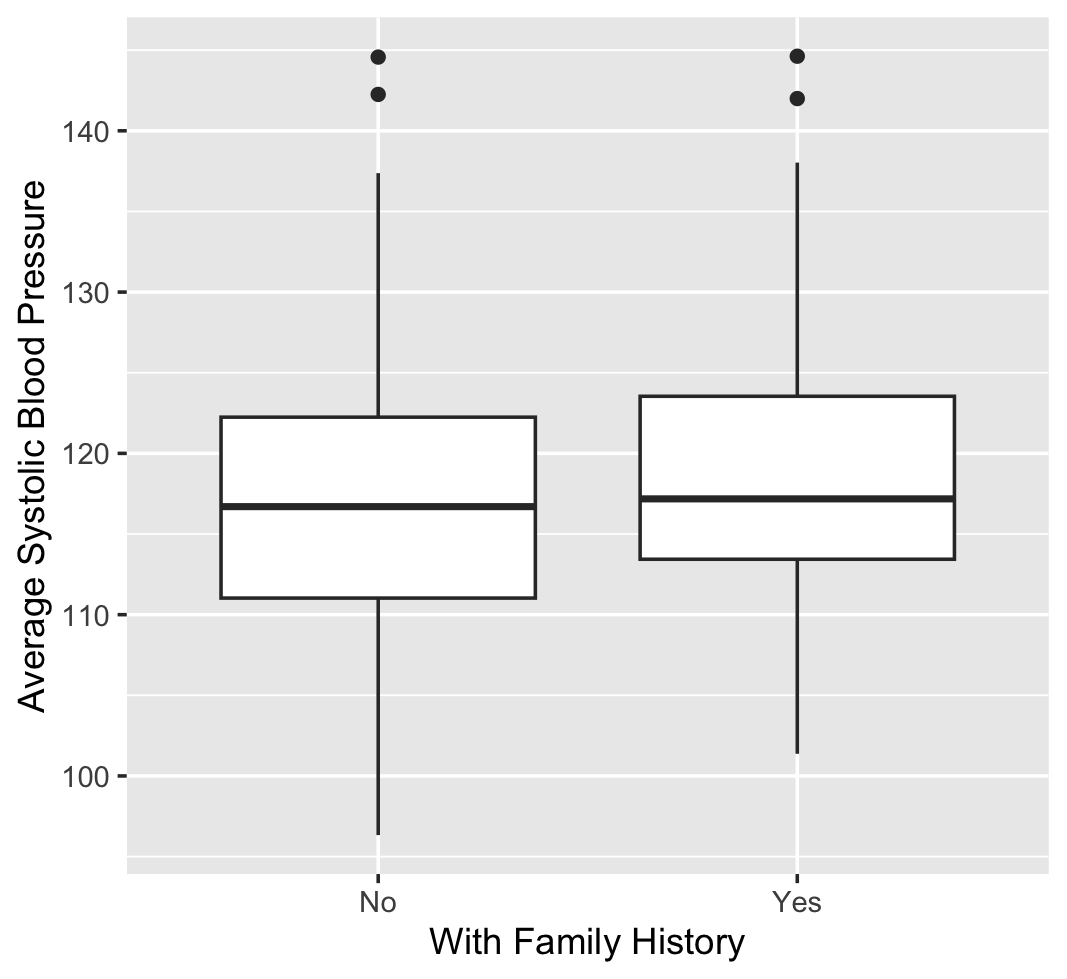 Average Systolic Blood Pressure
140
130
120
110
100
No
Yes
With Family History